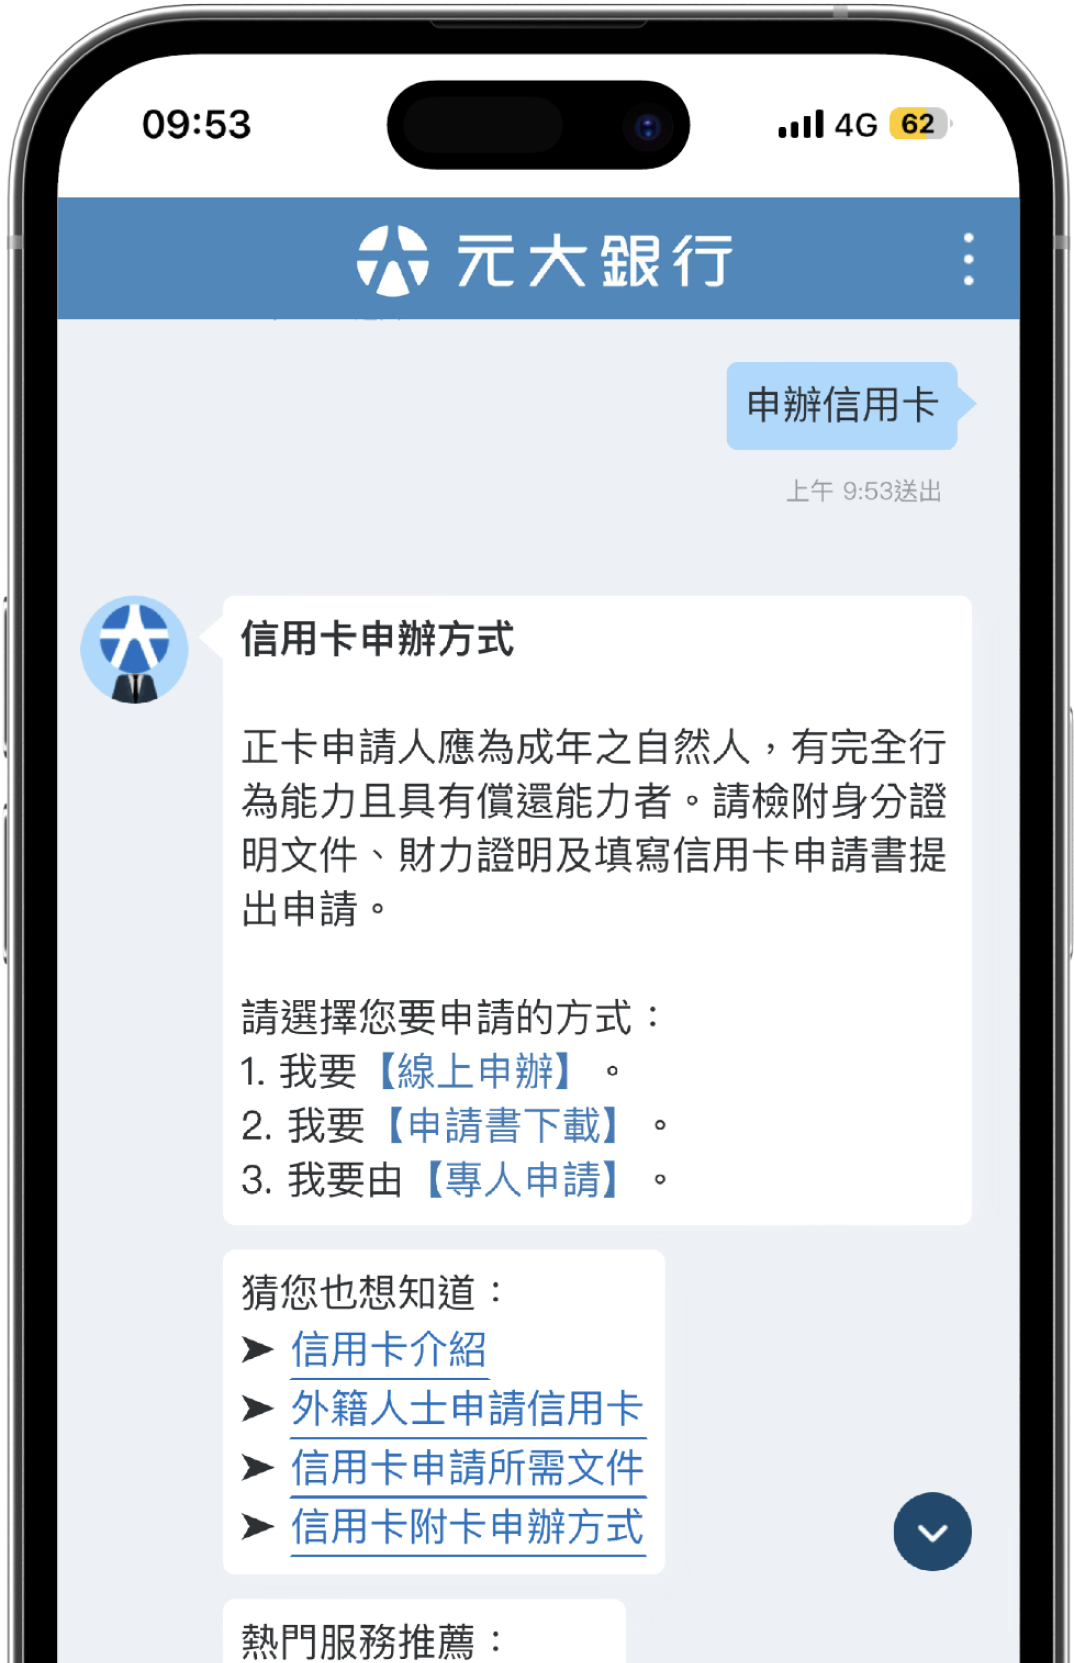 09:53
4G 62
元大銀行
申辦信用卡
上午 9:53送出
信用卡申辦方式
正卡申請人應為成年之自然人，有完全行
為能力且具有償還能力者。請檢附身分證
明文件、財力證明及填寫信用卡申請書提
出申請。
請選擇您要申請的方式：
1. 我要【線上申辦】。
2. 我要【申請書下載】。
3. 我要由【專人申請】。
猜您也想知道：
➤ 信用卡介紹
➤ 外籍人士申請信用卡
➤ 信用卡申請所需文件
➤ 信用卡附卡申辦方式
熱門服務推薦：